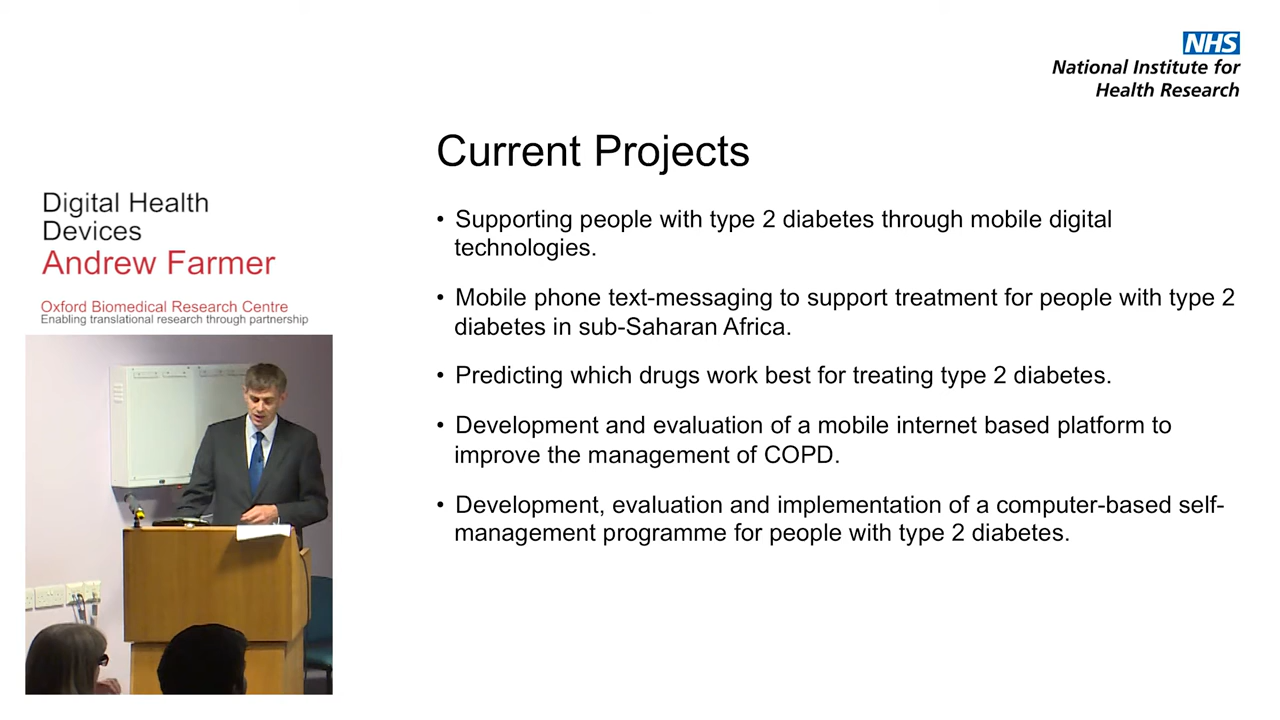 NHS
National Institute for
Health Research
Current Projects
Digital Health
Devices
Andrew Farmer
Oxford Biomedical Research Centre
Enabling translational research through partnership
• Supporting people with type 2 diabetes through mobile digital
technologies.
• Mobile phone text-messaging to support treatment for people with type 2
diabetes in sub-Saharan Africa.
• Predicting which drugs work best for treating type 2 diabetes.
• Development and evaluation of a mobile internet based platform to
improve the management of COPD.
• Development, evaluation and implementation of a computer-based self-
management programme for people with type 2 diabetes.